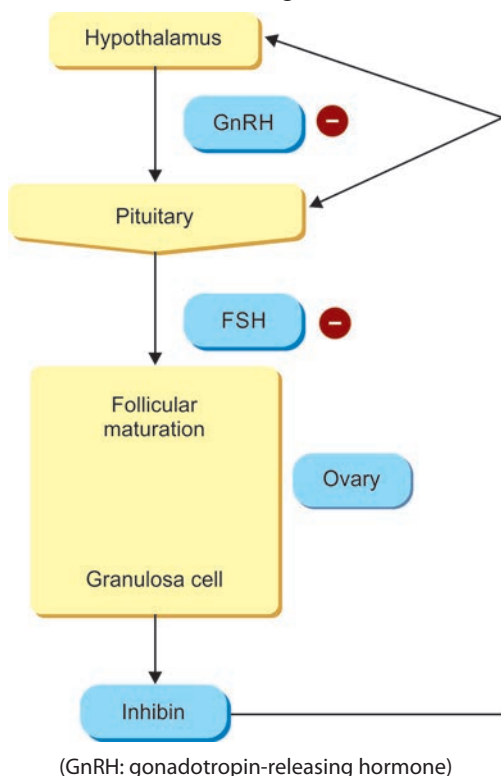 Hypothalamus
GnRH
Pituitary
FSH
Follicular
maturation
Ovary
Granulosa cell
Inhibin
(GnRH: gonadotropin-releasing hormone)